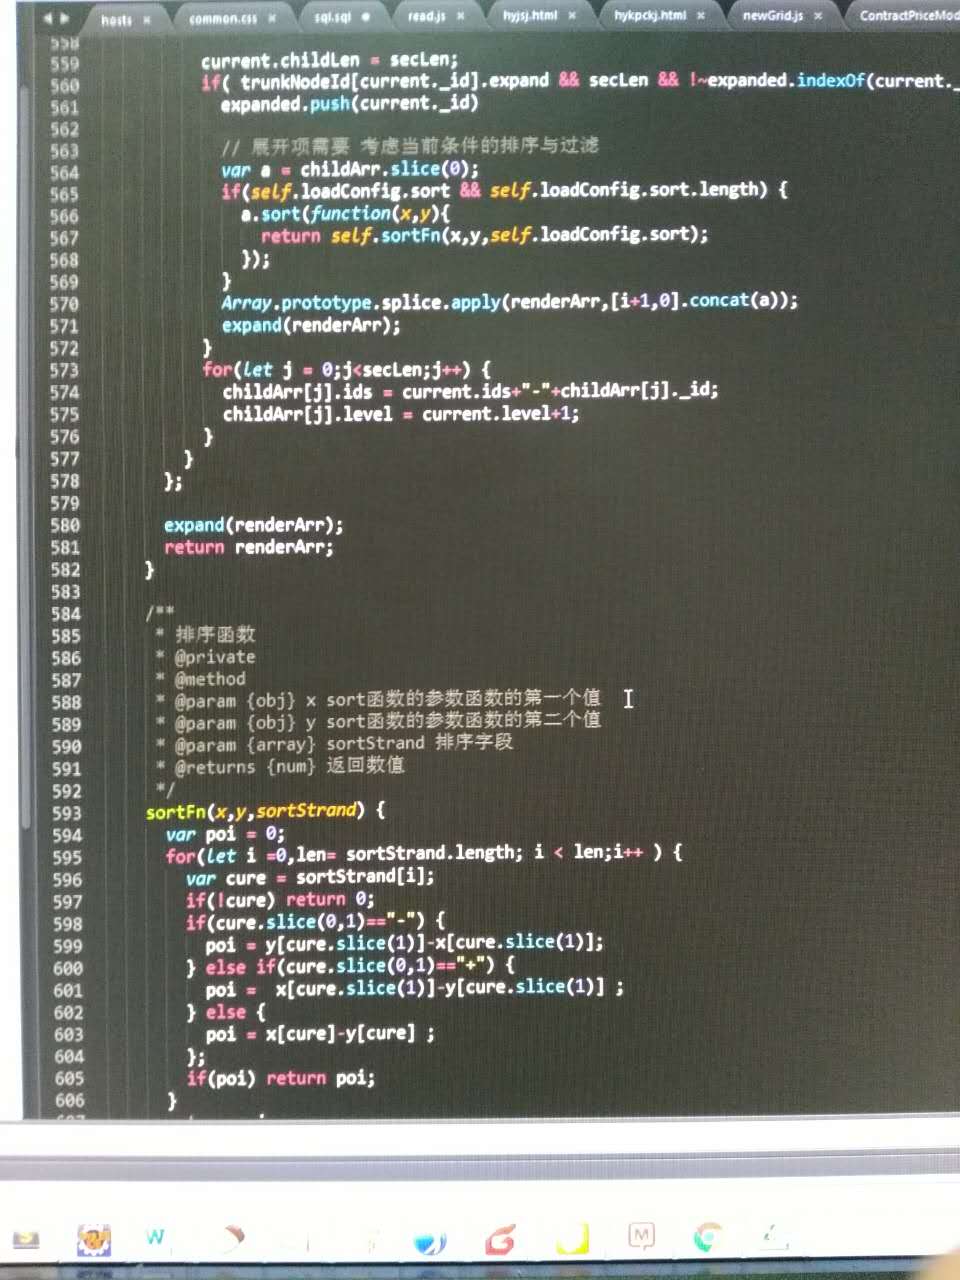 hosts × common.css × sql.sql ● read.js × hyjsj.html × hykpckj.html × newGrid.js × ContractPriceMod
558
559 current.childLen = secLen;
560 if( trunkNodeId[current._id].expand && secLen && !~expanded.indexOf(current._
561 expanded.push(current._id)
562
563 // 展开项需要 考虑当前条件的排序与过滤
564 var a = childArr.slice(0);
565 if(self.loadConfig.sort && self.loadConfig.sort.length) {
566 a.sort(function(x,y){
567 return self.sortFn(x,y,self.loadConfig.sort);
568 });
569 }
570 Array.prototype.splice.apply(renderArr,[i+1,0].concat(a));
571 expand(renderArr);
572 }
573 for(let j = 0;j<secLen;j++) {
574 childArr[j].ids = current.ids+"-"+childArr[j]._id;
575 childArr[j].level = current.level+1;
576 }
577 }
578 };
579
580 expand(renderArr);
581 return renderArr;
582 }
583
584 /**
585 * 排序函数
586 * @private
587 * @method
588 * @param {obj} x sort函数的参数函数的第一个值
589 * @param {obj} y sort函数的参数函数的第二个值
590 * @param {array} sortStrand 排序字段
591 * @returns {num} 返回数值
592 */
593 sortFn(x,y,sortStrand) {
594 var poi = 0;
595 for(let i =0,len= sortStrand.length; i < len;i++ ) {
596 var cure = sortStrand[i];
597 if(!cure) return 0;
598 if(cure.slice(0,1)=="-") {
599 poi = y[cure.slice(1)]-x[cure.slice(1)];
600 } else if(cure.slice(0,1)=="+") {
601 poi = x[cure.slice(1)]-y[cure.slice(1)] ;
602 } else {
603 poi = x[cure]-y[cure] ;
604 };
605 if(poi) return poi;
606 }